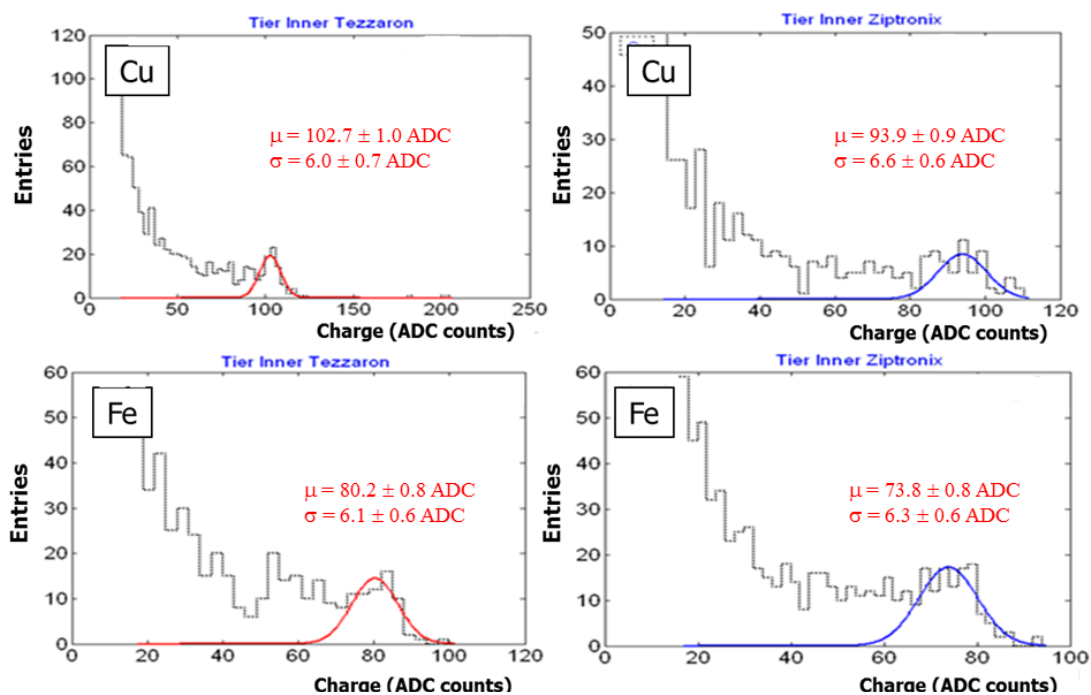 Tier Inner Tezzaron
120
100
80
60
40
20
0
Cu
μ = 102.7 ± 1.0 ADC
σ = 6.0 ± 0.7 ADC
Entries
0
50
100
150
200
250
Charge (ADC counts)
Tier Inner Ziptronix
50
40
30
20
10
0
Cu
μ = 93.9 ± 0.9 ADC
σ = 6.6 ± 0.6 ADC
Entries
0
20
40
60
80
100
120
Charge (ADC counts)
Tier Inner Tezzaron
60
50
40
30
20
10
0
Fe
μ = 80.2 ± 0.8 ADC
σ = 6.1 ± 0.6 ADC
Entries
0
20
40
60
80
100
120
Charge (ADC counts)
Tier Inner Ziptronix
60
50
40
30
20
10
0
Fe
μ = 73.8 ± 0.8 ADC
σ = 6.3 ± 0.6 ADC
Entries
0
20
40
60
80
100
Charge (ADC counts)